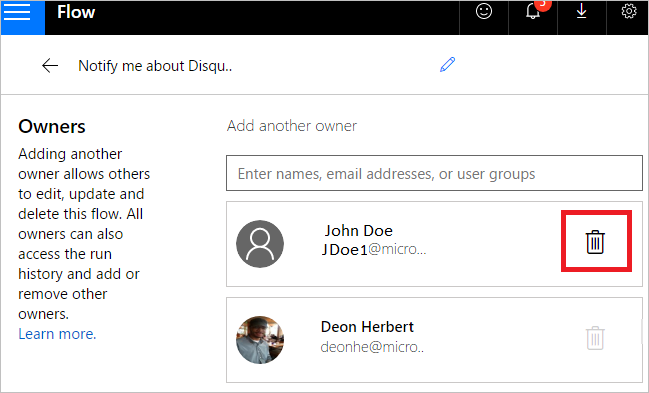 Flow
3
Notify me about Disqu..
Owners
Adding another
owner allows others
to edit, update and
delete this flow. All
owners can also
access the run
history and add or
remove other
owners.
Learn more.
Add another owner
Enter names, email addresses, or user groups
John Doe
JDoe1@micro...
Deon Herbert
deonhe@micro..